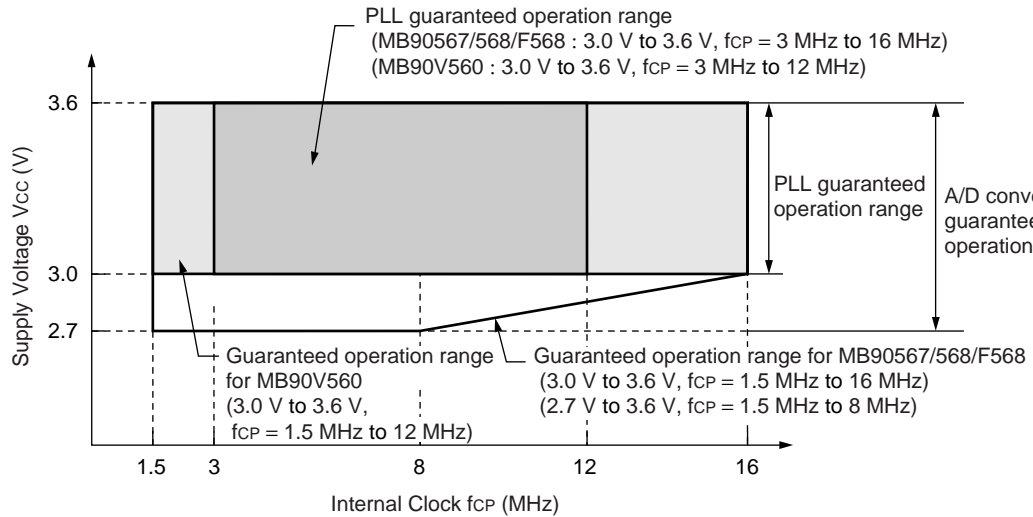 PLL guaranteed operation range
(MB90567/568/F568 : 3.0 V to 3.6 V, fCP = 3 MHz to 16 MHz)
(MB90V560 : 3.0 V to 3.6 V, fCP = 3 MHz to 12 MHz)
3.6
3.0
2.7
Supply Voltage VCC (V)
PLL guaranteed
operation range
A/D
guaranteed
operation
Guaranteed operation range
for MB90V560
(3.0 V to 3.6 V,
fCP = 1.5 MHz to 12 MHz)
Guaranteed operation range for MB90567/568/F568
(3.0 V to 3.6 V, fCP = 1.5 MHz to 16 MHz)
(2.7 V to 3.6 V, fCP = 1.5 MHz to 8 MHz)
1.5 3 8 12 16
Internal Clock fCP (MHz)